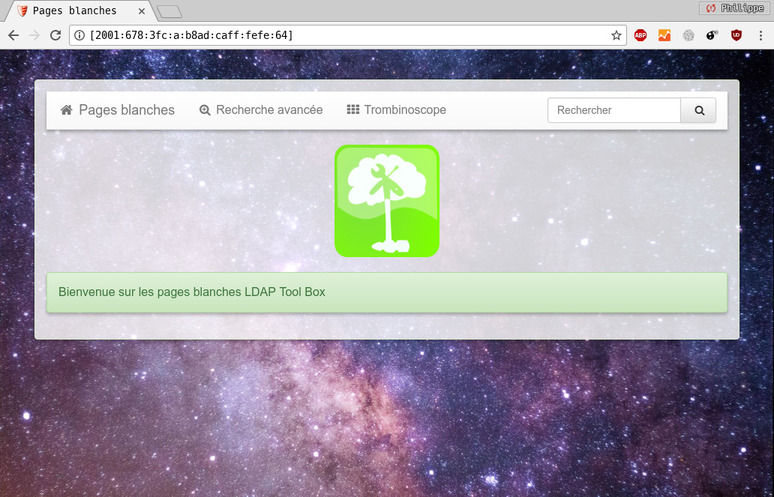 Pages blanches
Philippe
[2001:678:3fc:a:b8ad:caff:fefe:64]
ABP
Pages blanches
Recherche avancée
Trombinoscope
Rechercher
Bienvenue sur les pages blanches LDAP Tool Box